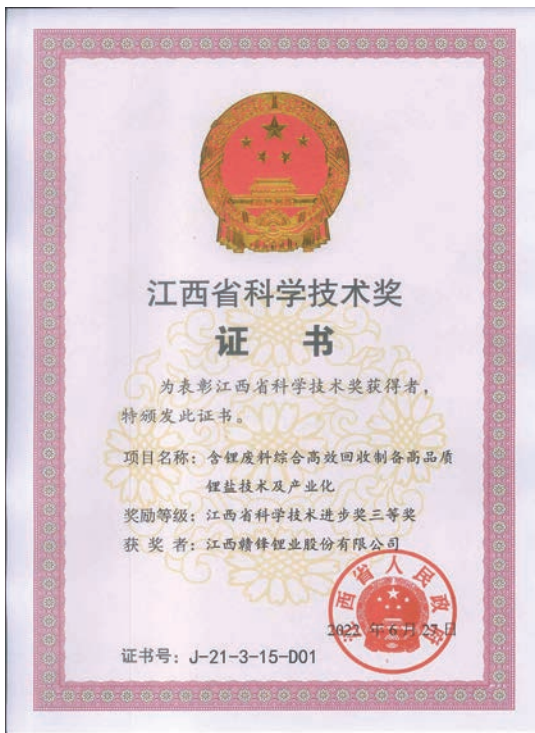 江西省科学技术奖
证书
为表彰江西省科学技术奖获得者，
特颁发此证书。
项目名称：含锂废料综合高效回收制备高品质
锂盐技术及产业化
奖励等级：江西省科学技术进步奖三等奖
获奖者：江西赣锋锂业股份有限公司
江西省人民政府
2022年6月27日
证书号：J-21-3-15-D01